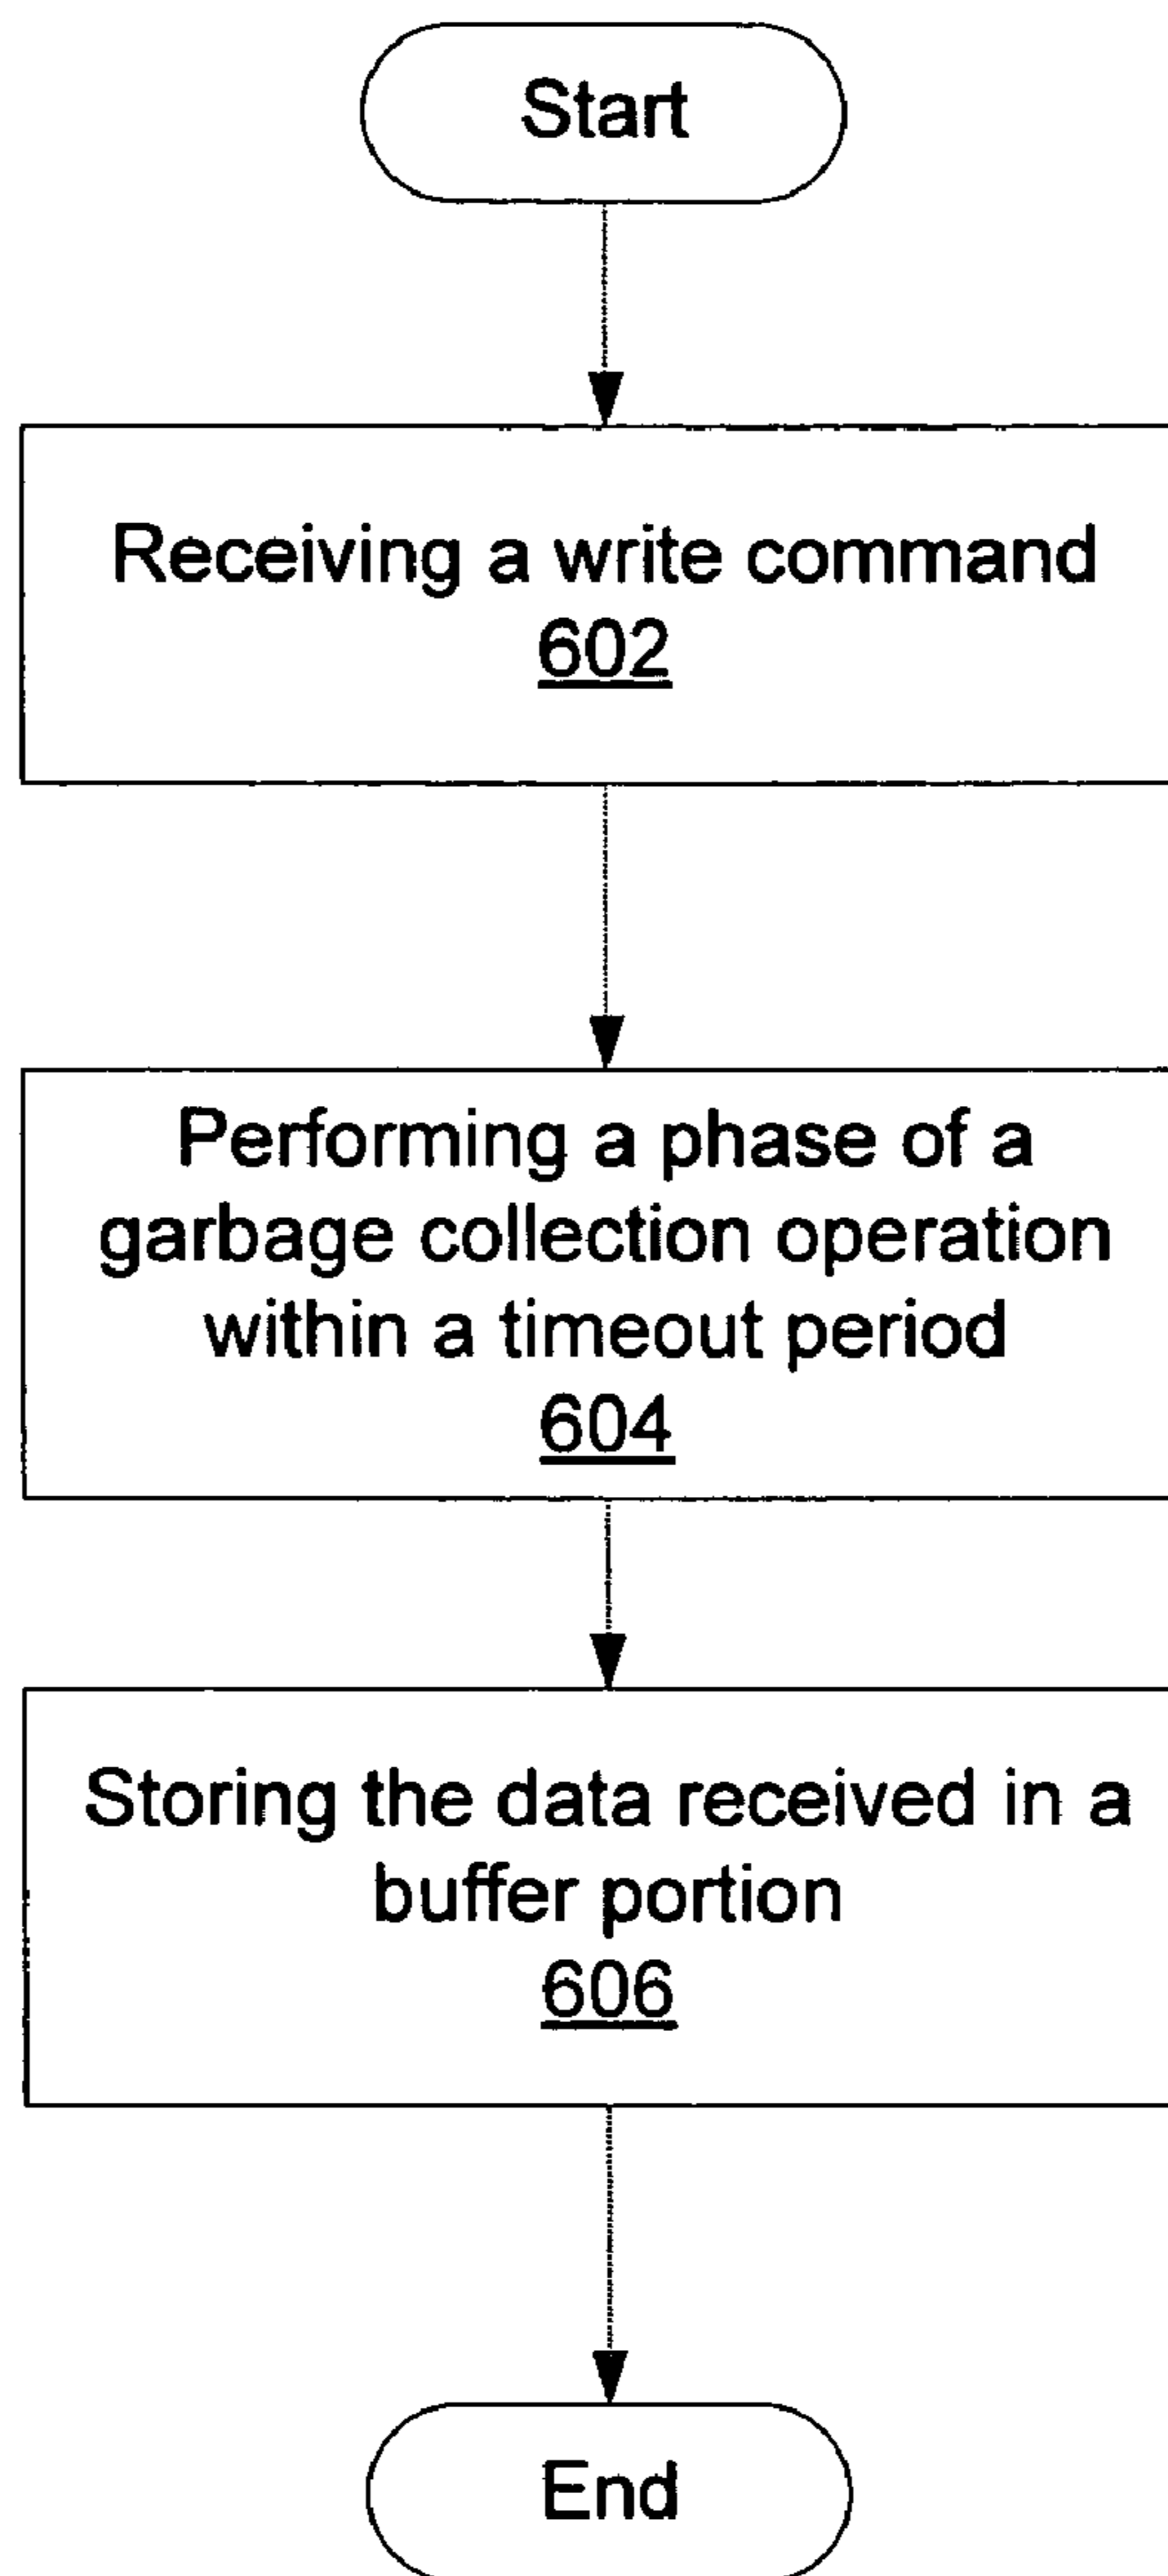 Start
Receiving a write command
602
Performing a phase of a
garbage collection operation
within a timeout period
604
Storing the data received in a
buffer portion
606
End